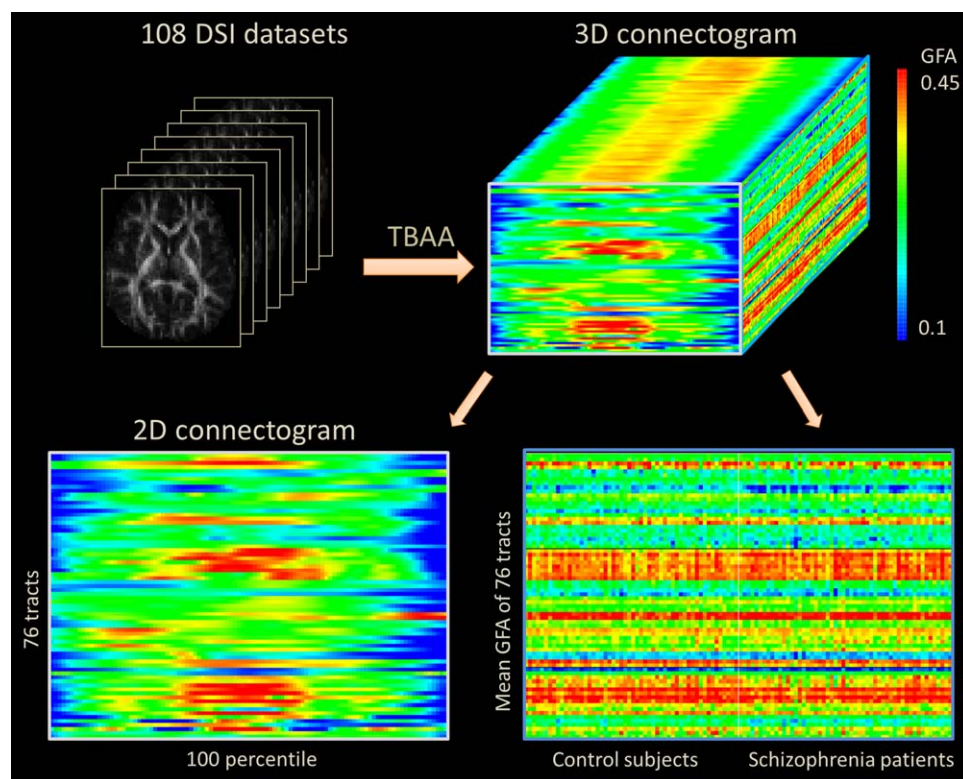 108 DSI datasets
3D connectogram
GFA
0.45
TBAA
0.1
2D connectogram
76 tracts
100 percentile
Mean GFA of 76 tracts
Control subjects
Schizophrenia patients